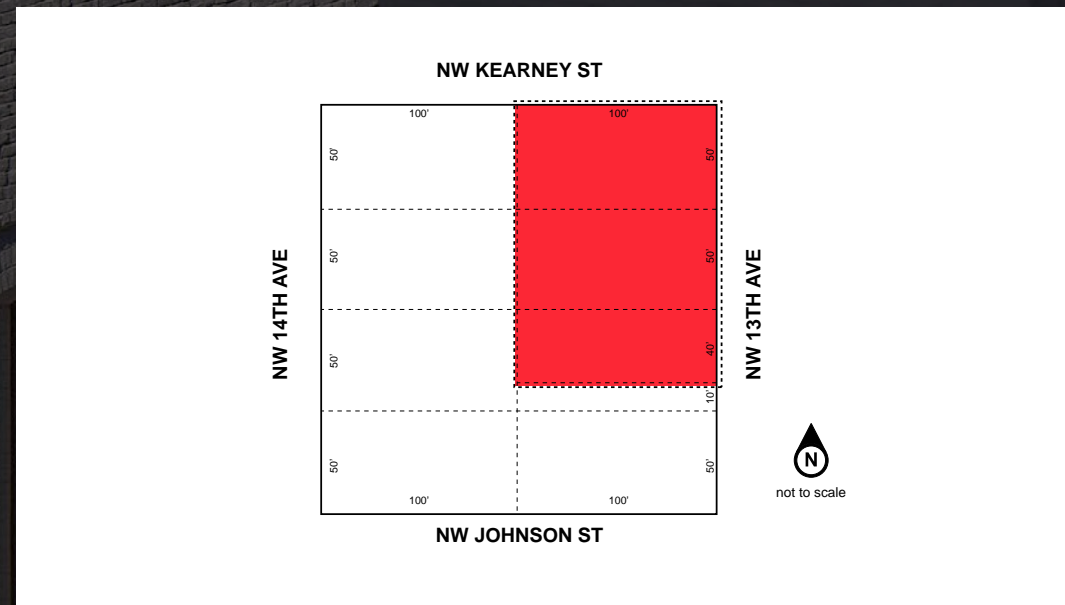 NW KEARNEY ST
100' 100'
50' 50'
50' 50'
NW 14TH AVE
NW 13TH AVE
50' 40'
10'
50' 50'
100' 100'
NW JOHNSON ST
N
not to scale